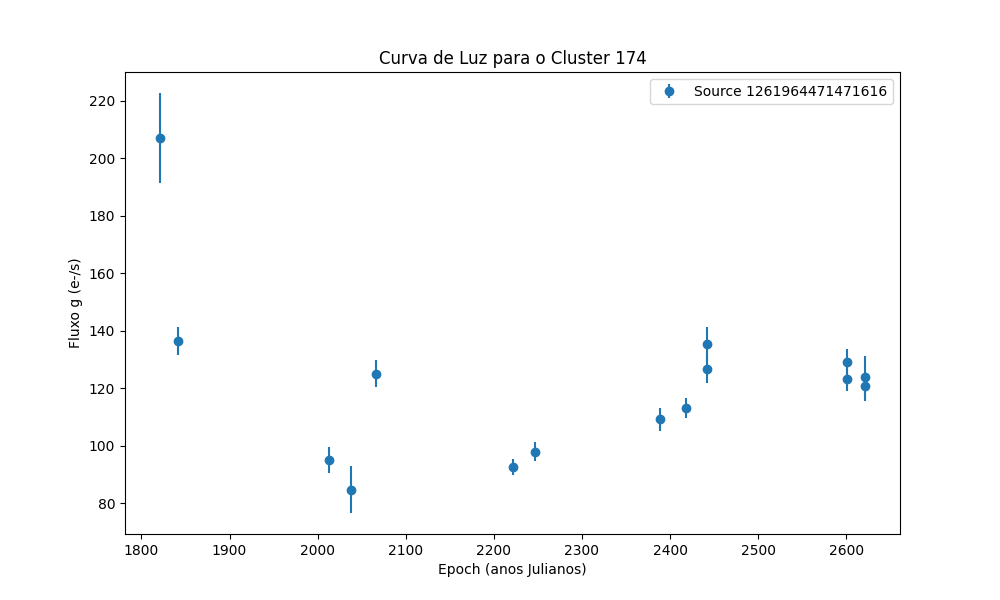 Curva de Luz para o Cluster 174
Source 1261964471471616
Fluxo g (e-/s)
220
200
180
160
140
120
100
80
1800 1900 2000 2100 2200 2300 2400 2500 2600
Epoch (anos Julianos)